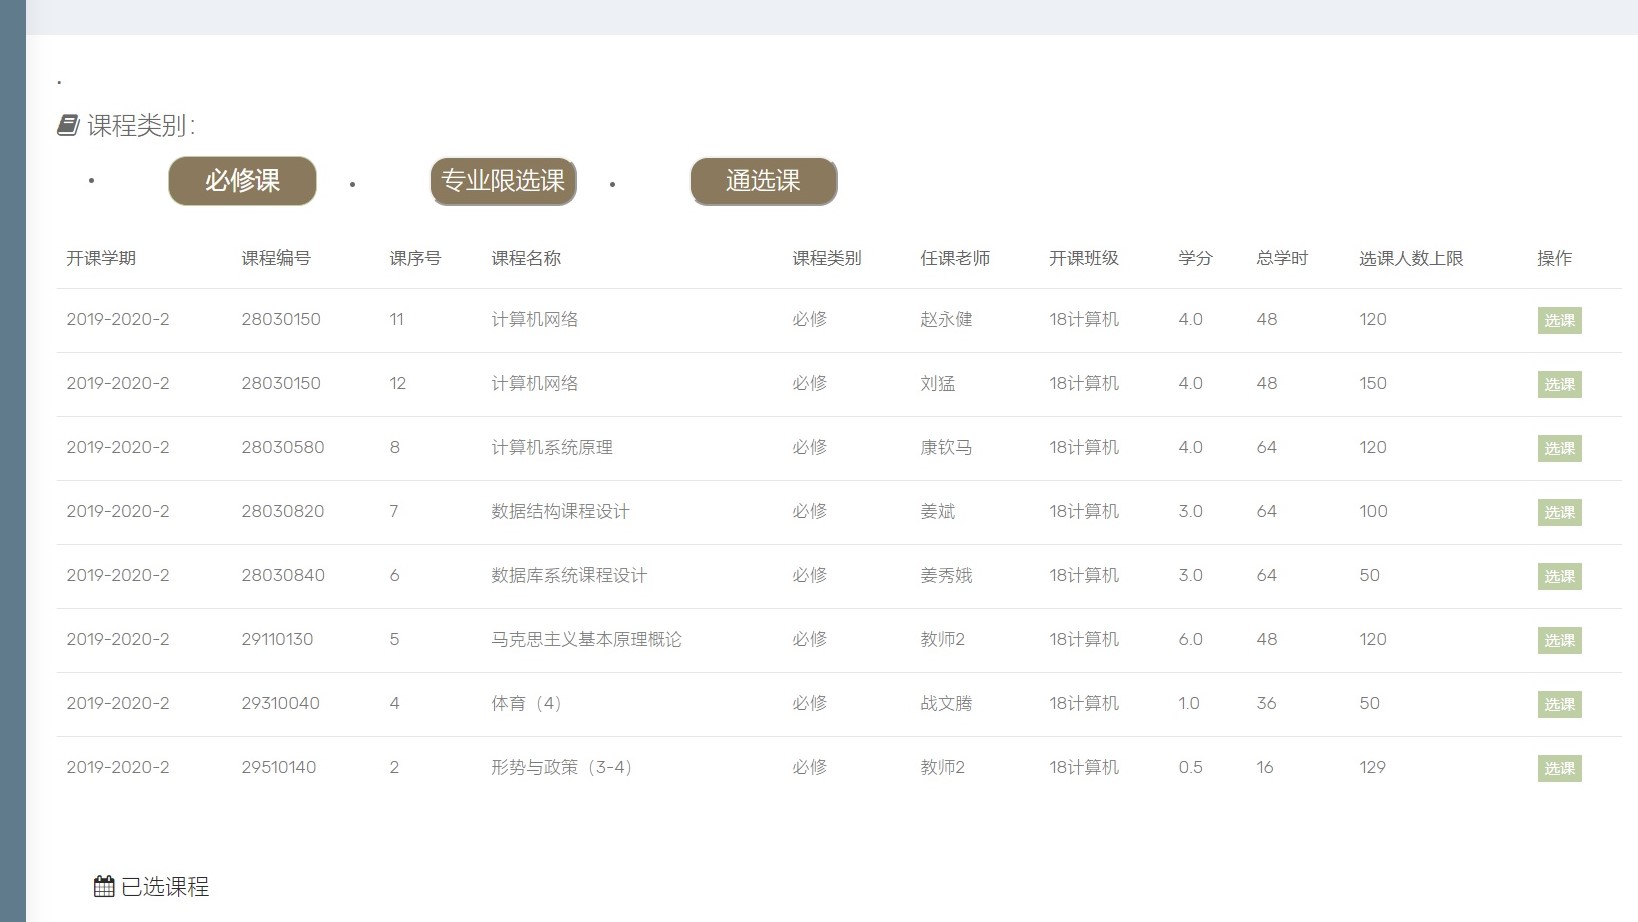 课程类别:
必修课 专业限选课 通选课
开课学期 课程编号 课序号 课程名称 课程类别 任课老师 开课班级 学分 总学时 选课人数上限 操作
2019-2020-2 28030150 11 计算机网络 必修 赵永健 18计算机 4.0 48 120 选课
2019-2020-2 28030150 12 计算机网络 必修 刘猛 18计算机 4.0 48 150 选课
2019-2020-2 28030580 8 计算机系统原理 必修 康钦马 18计算机 4.0 64 120 选课
2019-2020-2 28030820 7 数据结构课程设计 必修 姜斌 18计算机 3.0 64 100 选课
2019-2020-2 28030840 6 数据库系统课程设计 必修 姜秀娥 18计算机 3.0 64 50 选课
2019-2020-2 29110130 5 马克思主义基本原理概论 必修 教师2 18计算机 6.0 48 120 选课
2019-2020-2 29310040 4 体育（4） 必修 战文腾 18计算机 1.0 36 50 选课
2019-2020-2 29510140 2 形势与政策（3-4） 必修 教师2 18计算机 0.5 16 129 选课
已选课程